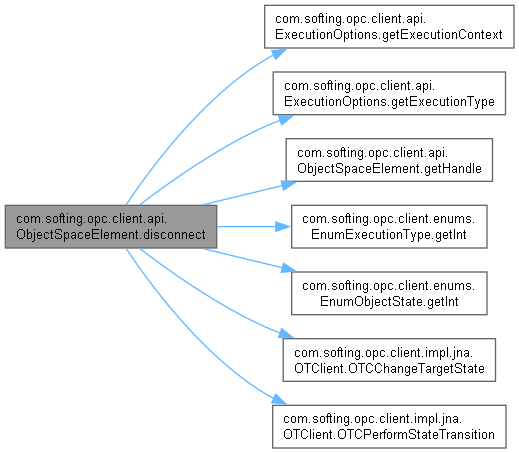 com.softing.opc.client.api.
ExecutionOptions.getExecutionContext
com.softing.opc.client.api.
ExecutionOptions.getExecutionType
com.softing.opc.client.api.
ObjectSpaceElement.getHandle
com.softing.opc.client.api.
ObjectSpaceElement.disconnect
com.softing.opc.client.enums.
EnumExecutionType.getInt
com.softing.opc.client.enums.
EnumObjectState.getInt
com.softing.opc.client.impl.jna.
OTClient.OTCChangeTargetState
com.softing.opc.client.impl.jna.
OTClient.OTCPerformStateTransition